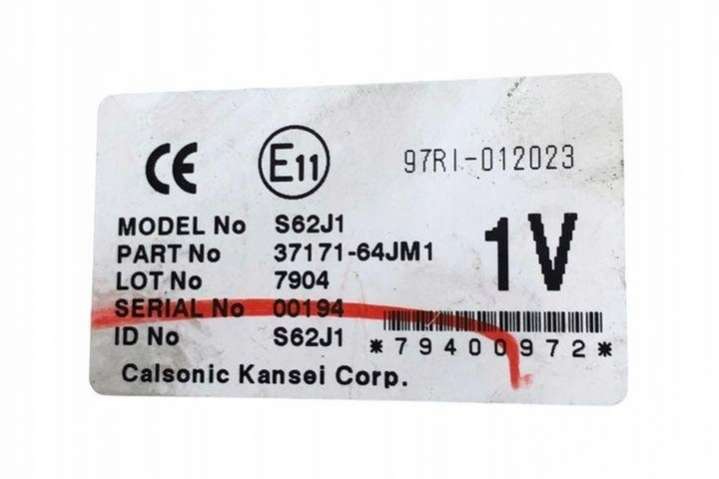 CE E11 97RI-012023
MODEL No S62J1
PART No 37171-64JM1 1V
LOT No 7904
SERIAL No 00194
ID No S62J1 *79400972*
Calsonic Kansei Corp.